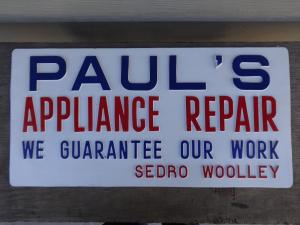 PAUL'S
APPLIANCE REPAIR
WE GUARANTEE OUR WORK
SEDRO WOOLLEY